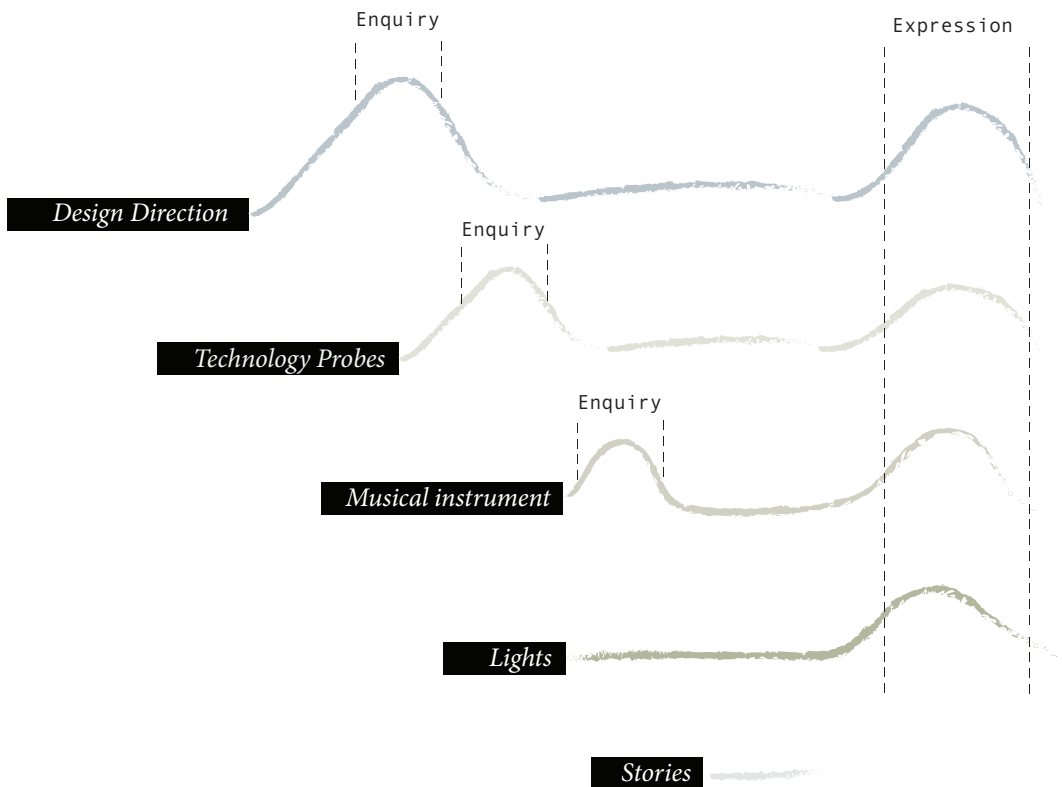 Enquiry
Expression
Design Direction
Enquiry
Technology Probes
Enquiry
Musical instrument
Lights
Stories